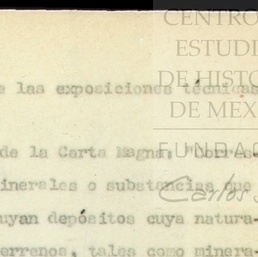 CENTRO
ESTUDI
DE HISTO
DE MEX
FUNDA
Carlos
e las exposiciones técnicas
de la Carta Magna: "Corres-
inerales o substancias que
uyan depósitos cuya natura-
errenos, tales como minera-